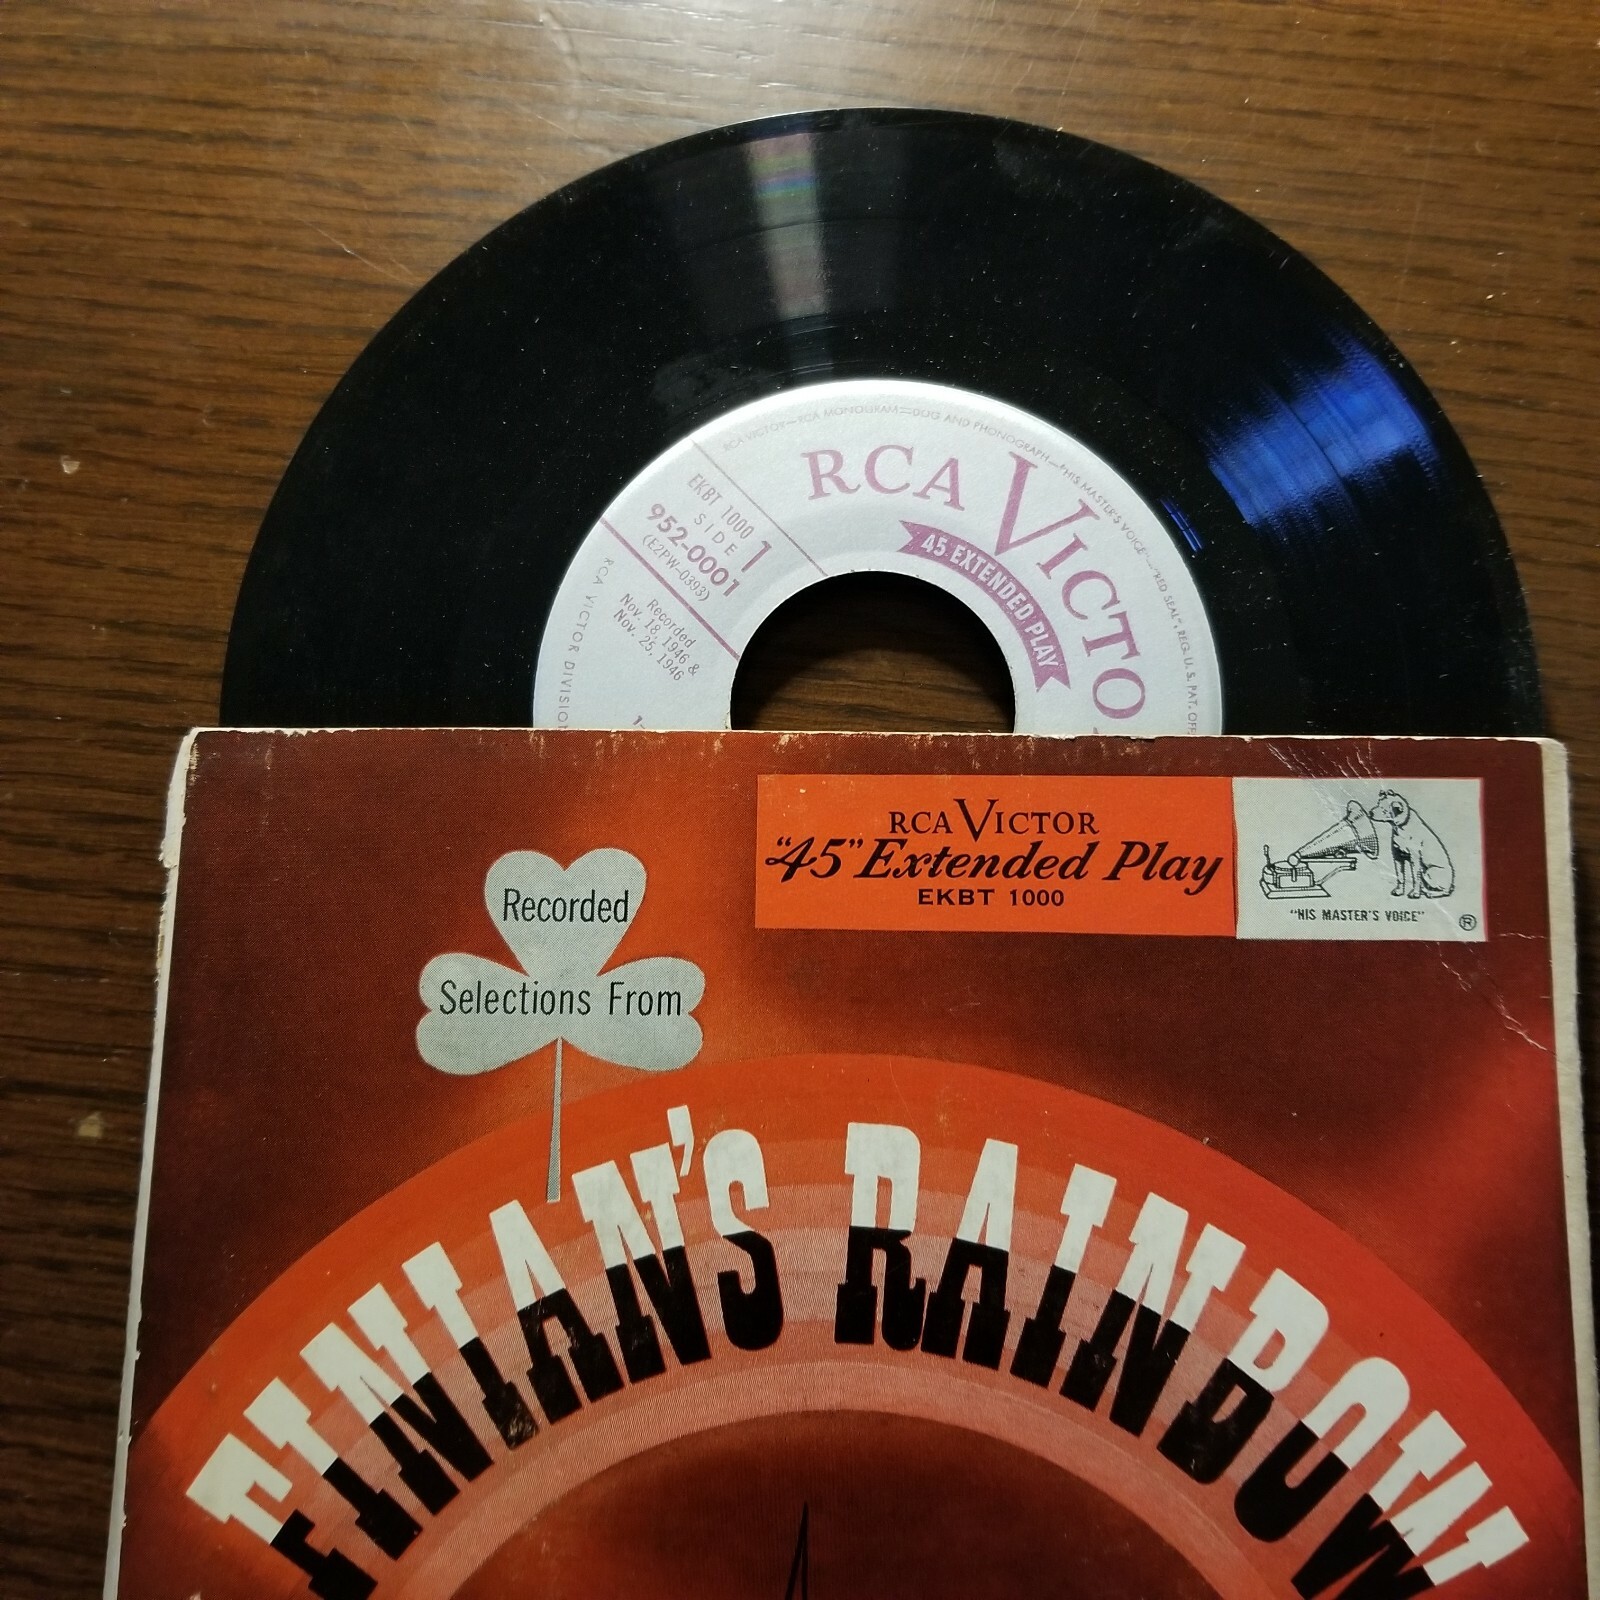 RCA VICTOR—RCA MONOGRAM—DOG AND PHONOGRAPH—"HIS MASTER'S VOICE"—"RED SEAL", REG. U. S. PAT. OFF.
RCA VICTO
45 EXTENDED PLAY
EKBT 1000
SIDE 1
952-0001
(E2PW-0393)
Recorded
Nov. 18, 1946 &
Nov. 25, 1946
RCA VICTOR DIVISION
RCA VICTOR
"45" Extended Play
EKBT 1000
"HIS MASTER'S VOICE"
®
Recorded
Selections From
FINIAN'S RAINBOW